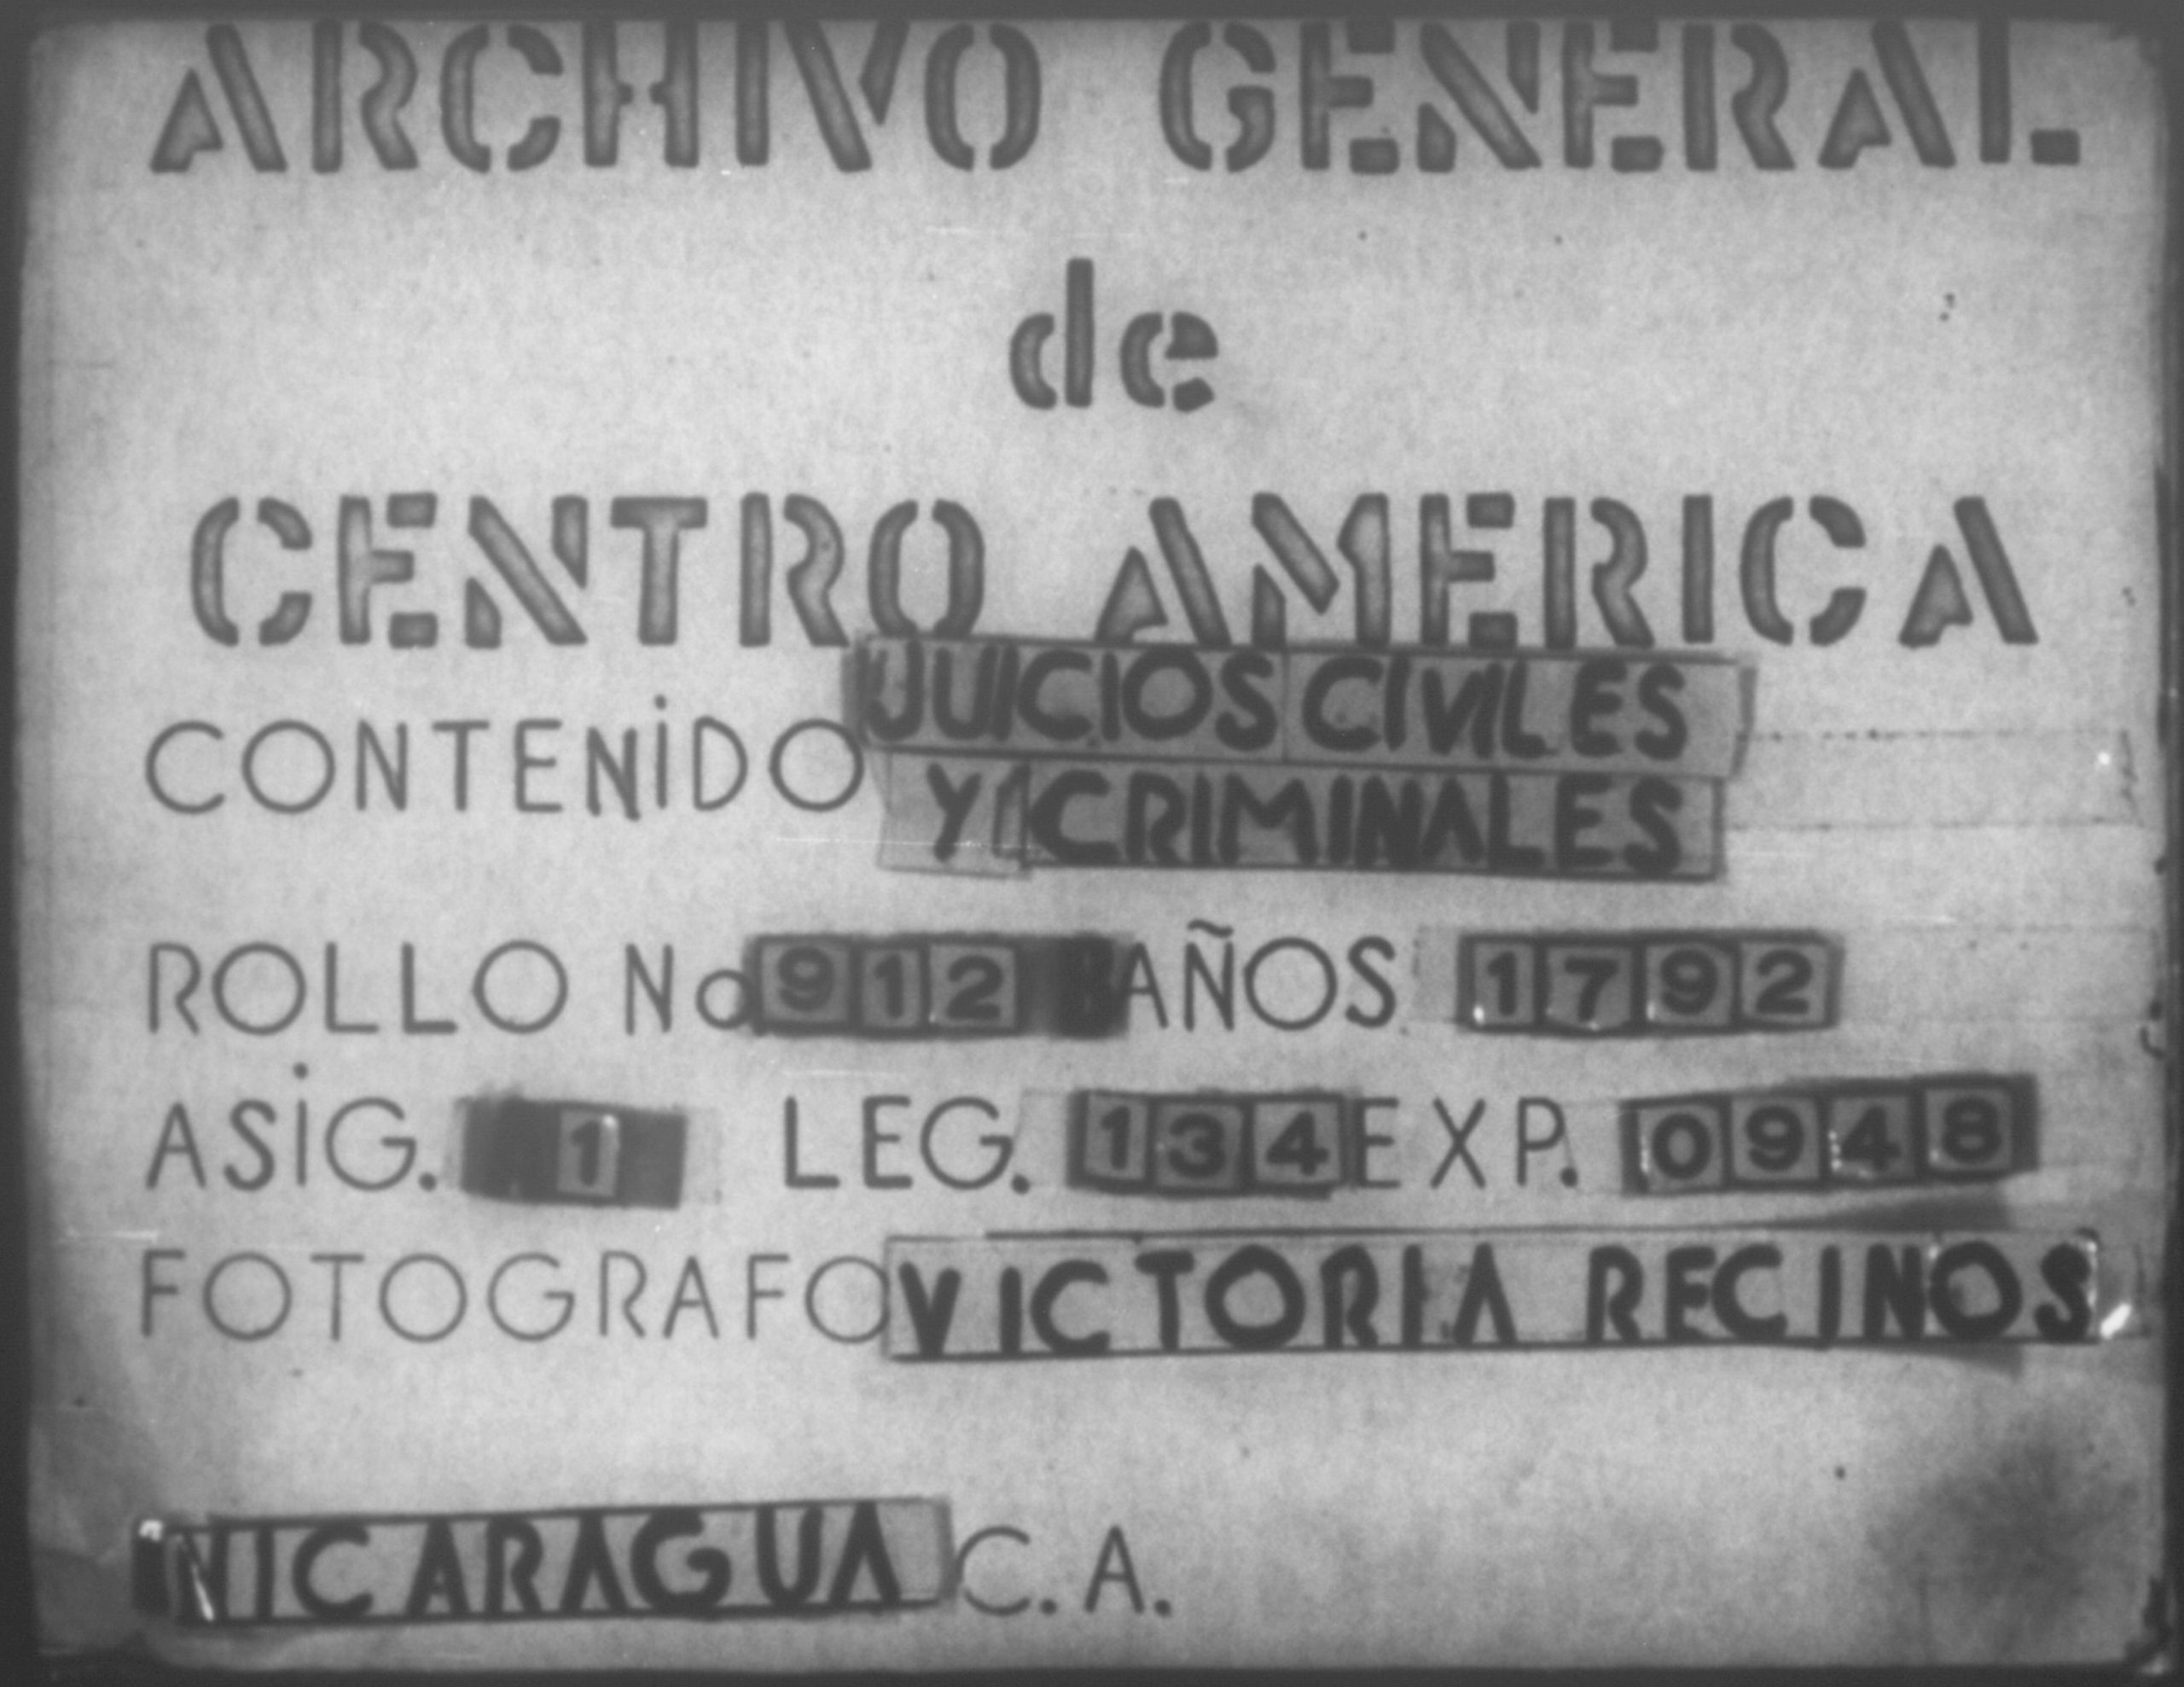 ARCHIVO GENERAL
de
CENTRO AMERICA
CONTENIDO JUICIOS CIVILES
Y CRIMINALES
ROLLO No. 912 AÑOS 1792
ASIG. 1 LEG. 134 EXP. 0948
FOTOGRAFO VICTORIA RECINOS
NICARAGUA C.A.